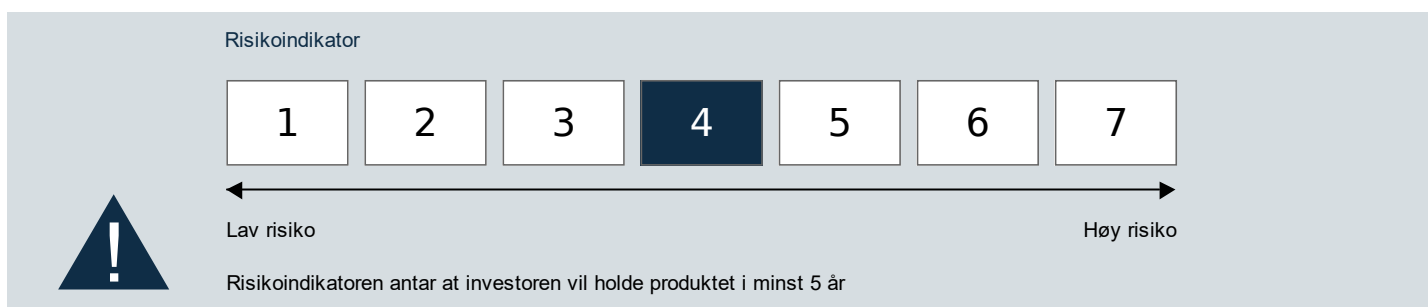 Risikoindikator
1 2 3 4 5 6 7
Lav risiko Høy risiko
!
Risikoindikatoren antar at investoren vil holde produktet i minst 5 år